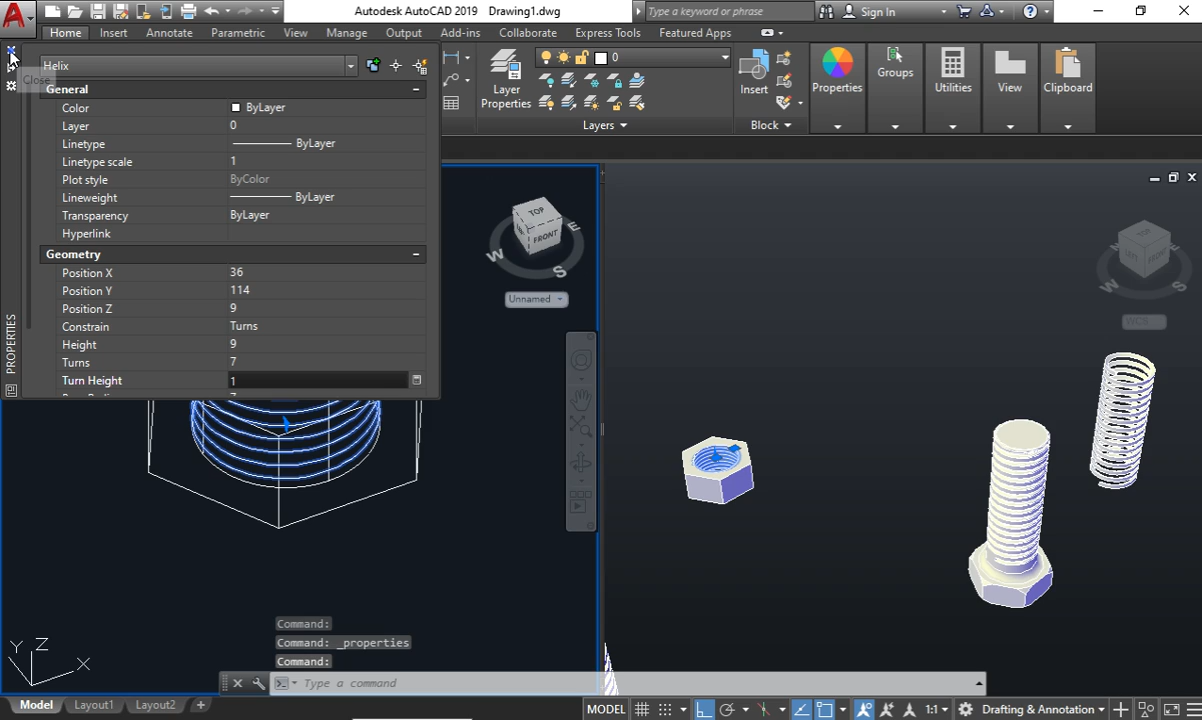 Autodesk AutoCAD 2019 Drawing1.dwg
Type a keyword or phrase
Sign In
Home Insert Annotate Parametric View Manage Output Add-ins Collaborate Express Tools Featured Apps
Close
Helix
General
Color ByLayer
Layer 0
Linetype ByLayer
Linetype scale 1
Plot style ByColor
Lineweight ByLayer
Transparency ByLayer
Hyperlink
Geometry
Position X 36
Position Y 114
Position Z 9
Constrain Turns
Height 9
Turns 7
Turn Height 1
PROPERTIES
0
Layer
Properties
Layers
Insert
Block
Properties
Groups
Utilities
View
Clipboard
TOP
FRONT
W
S
E
Unnamed
W
S
WCS
Y Z X
Command:
Command: _properties
Command:
Type a command
Model Layout1 Layout2 +
MODEL
1:1
Drafting & Annotation